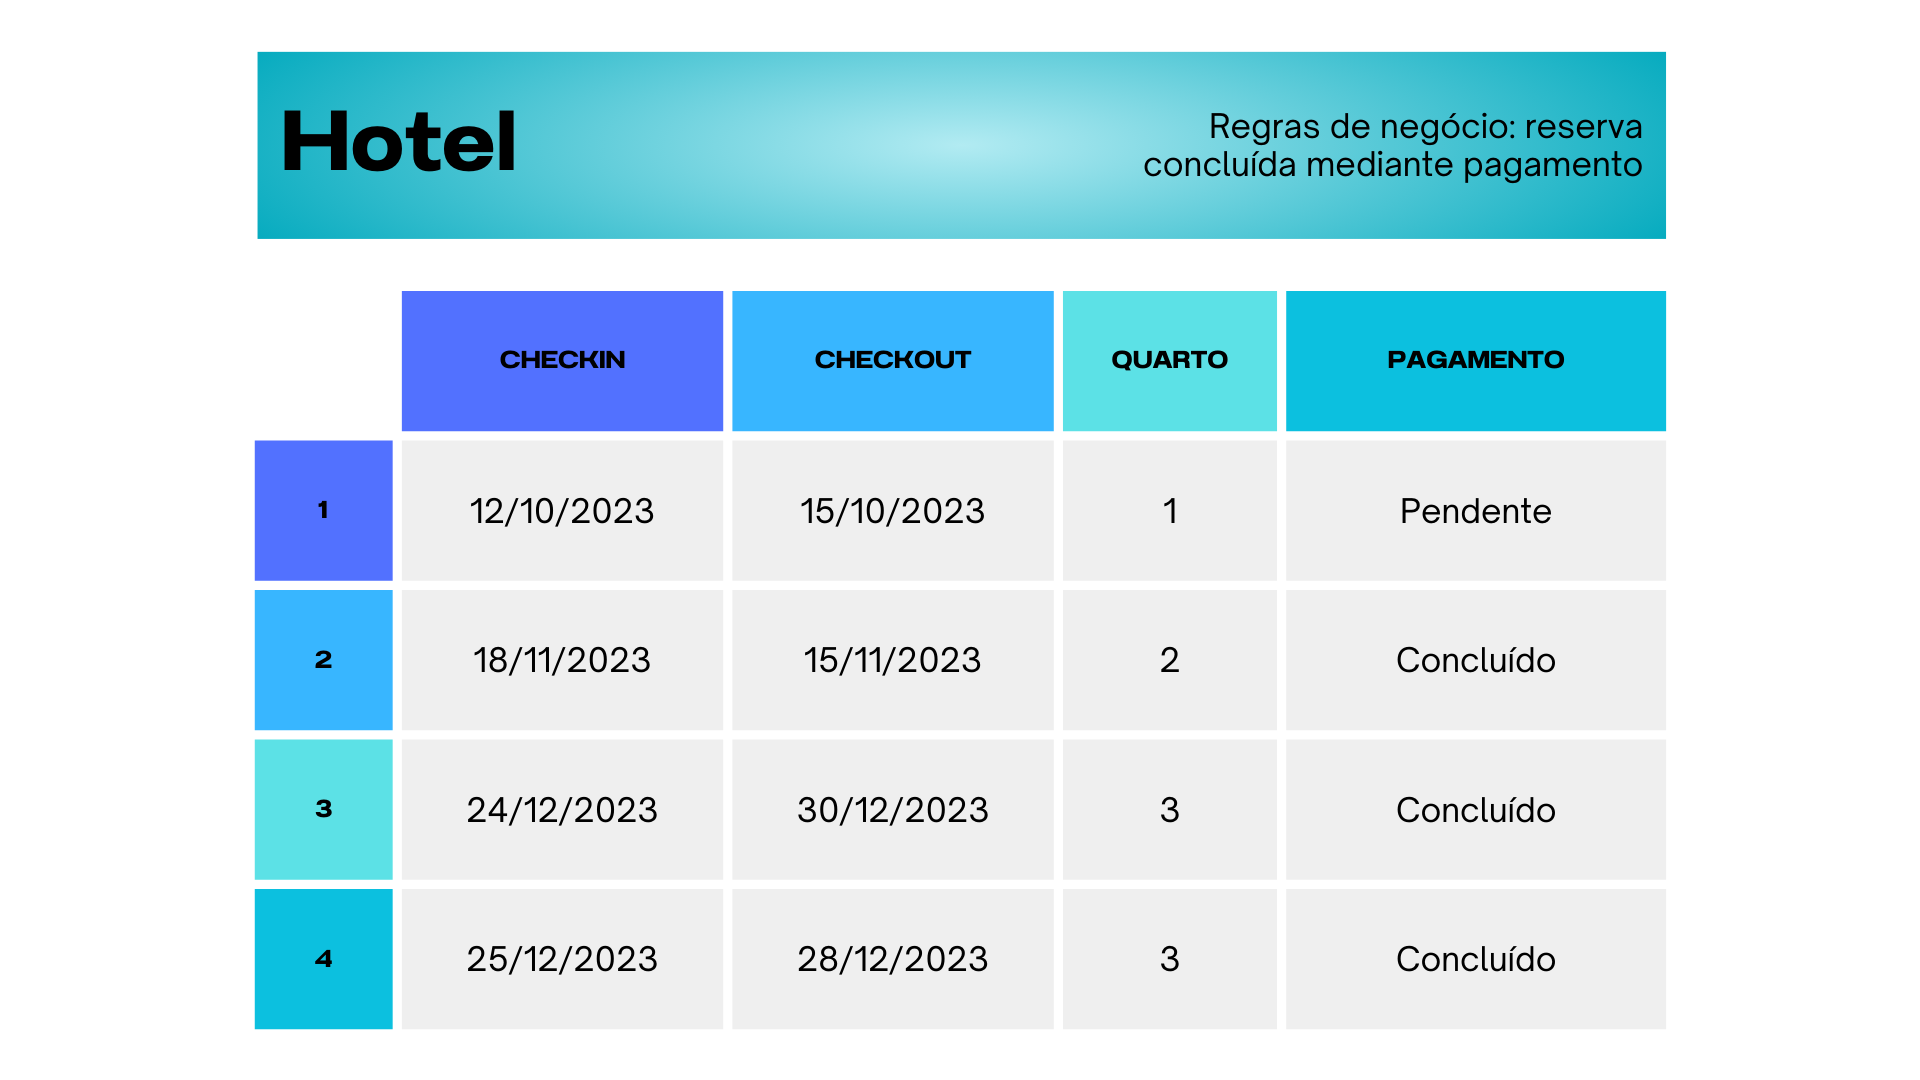 Hotel
Regras de negócio: reserva
concluída mediante pagamento
CHECKIN CHECKOUT QUARTO PAGAMENTO
1 12/10/2023 15/10/2023 1 Pendente
2 18/11/2023 15/11/2023 2 Concluído
3 24/12/2023 30/12/2023 3 Concluído
4 25/12/2023 28/12/2023 3 Concluído